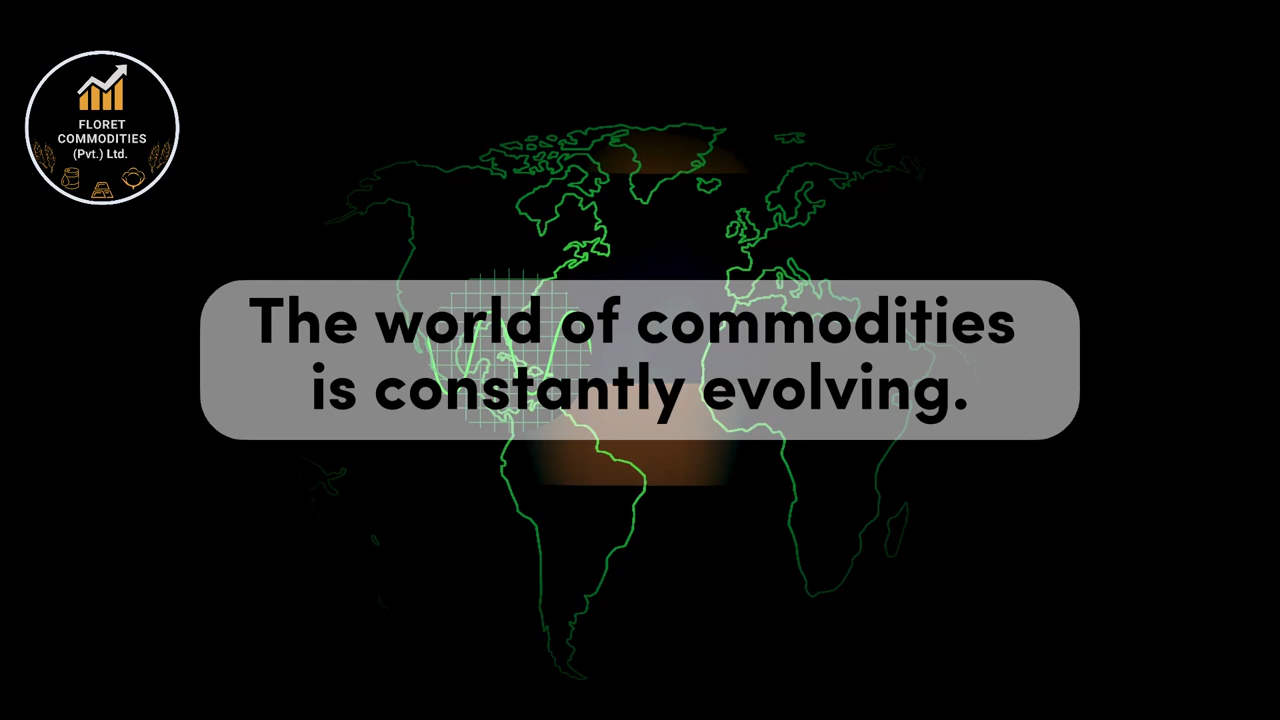 FLORET
COMMODITIES
(Pvt.) Ltd.
The world of commodities
is constantly evolving.